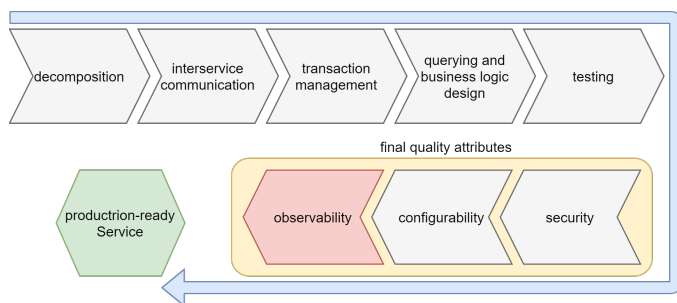 decomposition
interservice
communication
transaction
management
querying and
business logic
design
testing
final quality attributes
productrion-ready
Service
observability
configurability
security